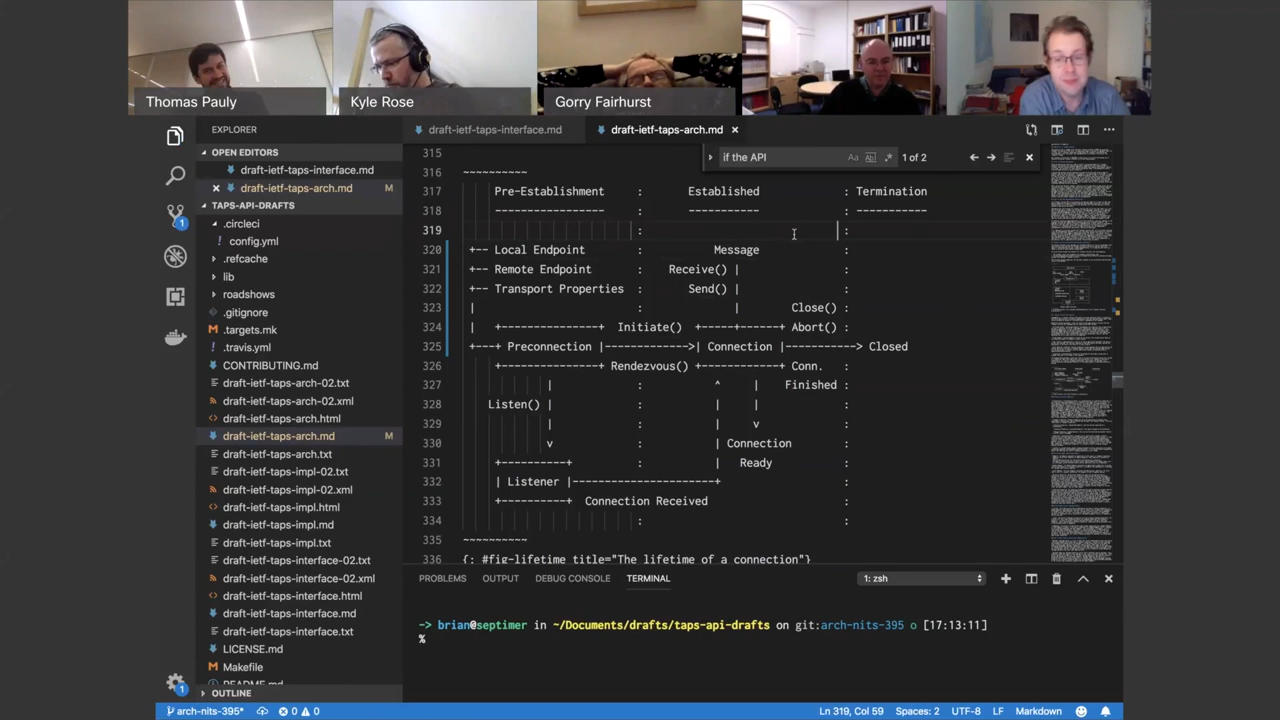 Thomas Pauly
Kyle Rose
Gorry Fairhurst
EXPLORER
draft-ietf-taps-interface.md
draft-ietf-taps-arch.md
OPEN EDITORS
draft-ietf-taps-interface.md
draft-ietf-taps-arch.md M
TAPS-API-DRAFTS
.circleci
config.yml
.refcache
lib
roadshows
.gitignore
.targets.mk
.travis.yml
CONTRIBUTING.md
draft-ietf-taps-arch-02.txt
draft-ietf-taps-arch-02.xml
draft-ietf-taps-arch.html
draft-ietf-taps-arch.md M
draft-ietf-taps-arch.txt
draft-ietf-taps-impl-02.txt
draft-ietf-taps-impl-02.xml
draft-ietf-taps-impl.html
draft-ietf-taps-impl.md
draft-ietf-taps-impl.txt
draft-ietf-taps-interface-02.txt
draft-ietf-taps-interface-02.xml
draft-ietf-taps-interface.html
draft-ietf-taps-interface.md
draft-ietf-taps-interface.txt
LICENSE.md
Makefile
README.md
OUTLINE
1
1
if the API Aa Ab| .* 1 of 2
315
316 ~~~~~~~~~~
317 Pre-Establishment : Established : Termination
318 ----------------- : ----------- : -----------
319 : :
320 +-- Local Endpoint : Message :
321 +-- Remote Endpoint : Receive() | :
322 +-- Transport Properties : Send() | :
323 | : | Close() :
324 | +---------------+ Initiate() +-----+------+ Abort() :
325 +---+ Preconnection |------------->| Connection |-----------> Closed
326 +---------------+ Rendezvous() +------------+ Conn. :
327 | : ^ | Finished :
328 Listen() | : | | :
329 | : | v :
330 v : | Connection :
331 +----------+ : | Ready :
332 | Listener |----------------------+ :
333 +----------+ Connection Received :
334 : :
335 ~~~~~~~~~~
336 {: #fig-lifetime title="The lifetime of a connection"}
PROBLEMS OUTPUT DEBUG CONSOLE TERMINAL 1: zsh
-> brian@septimer in ~/Documents/drafts/taps-api-drafts on git:arch-nits-395 o [17:13:11]
%
arch-nits-395* 0 0 Ln 319, Col 59 Spaces: 2 UTF-8 LF Markdown